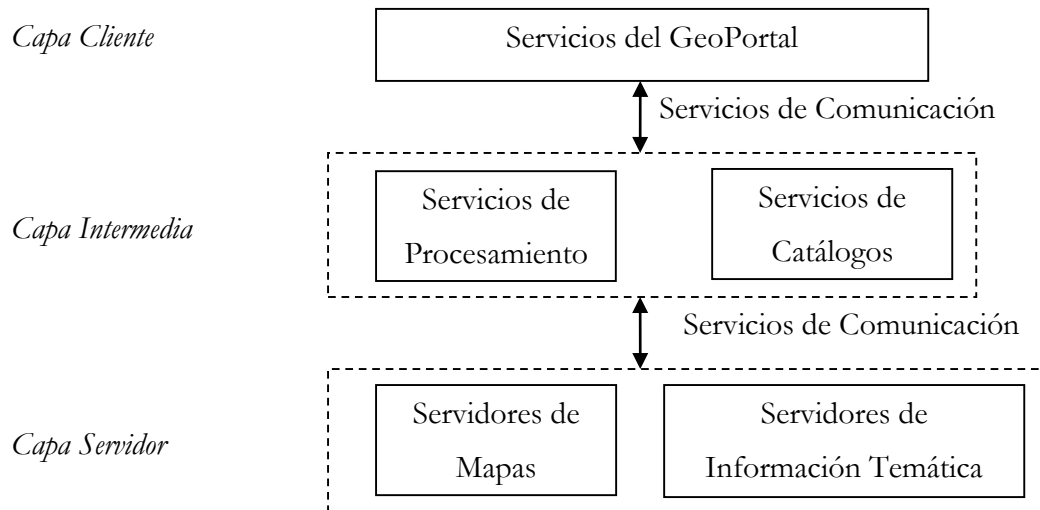 Capa Cliente
Servicios del GeoPortal
Servicios de Comunicación
Capa Intermedia
Servicios de
Procesamiento
Servicios de
Catálogos
Servicios de Comunicación
Capa Servidor
Servidores de
Mapas
Servidores de
Información Temática